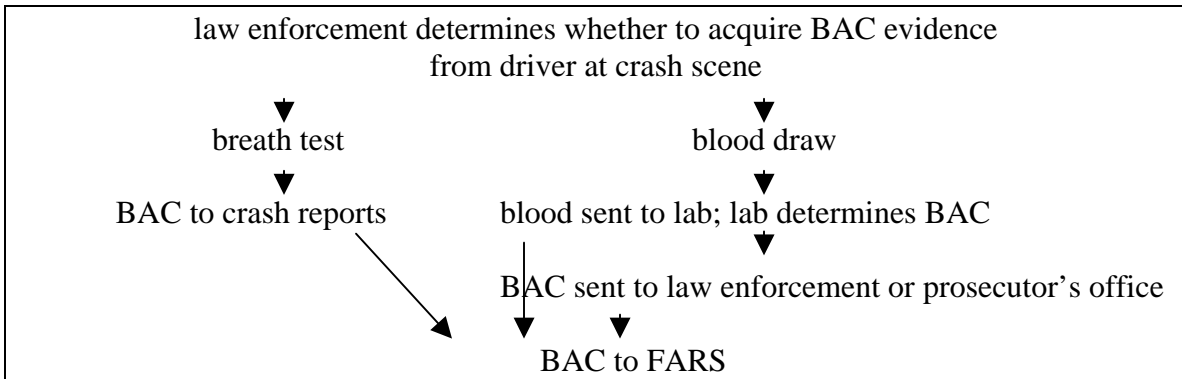 law enforcement determines whether to acquire BAC evidence
from driver at crash scene
breath test
blood draw
BAC to crash reports
blood sent to lab; lab determines BAC
BAC sent to law enforcement or prosecutor’s office
BAC to FARS